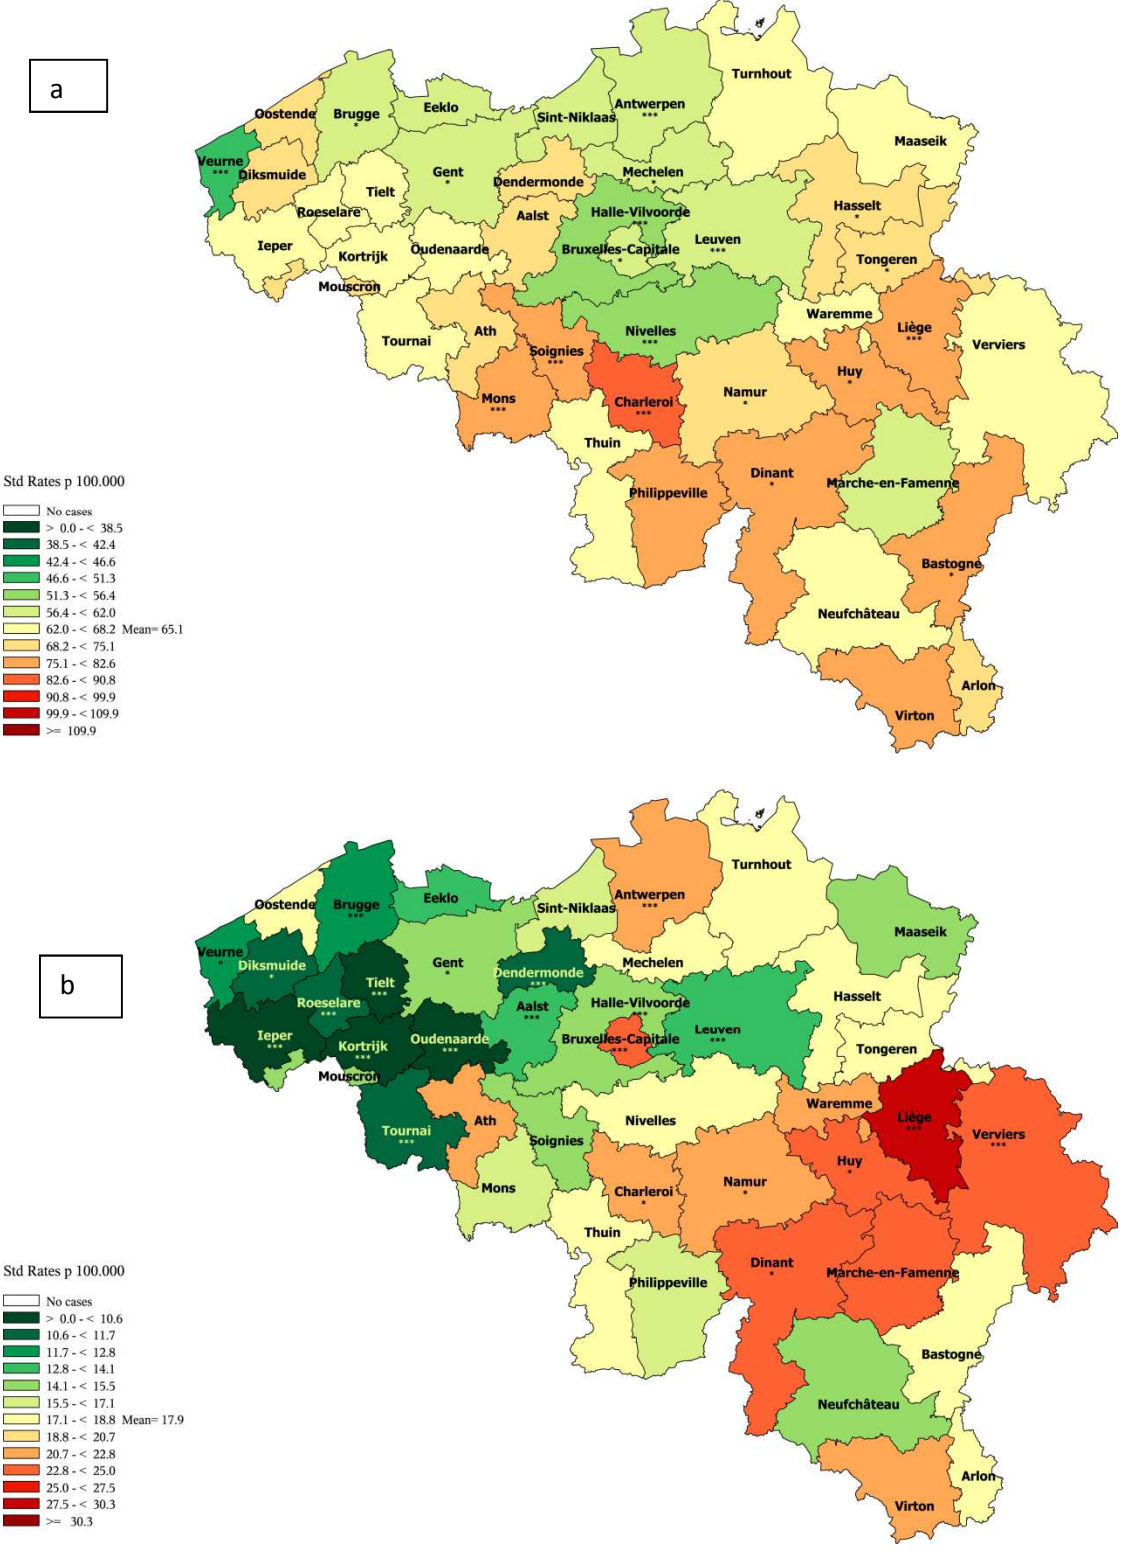 a
Turnhout
Oostende
Brugge
*
Eeklo
Sint-Niklaas
Antwerpen
***
Maaseik
Veurne
***
Diksmuide
Tielt
Gent
*
Dendermonde
Mechelen
*
Roeselare
Aalst
Halle-Vilvoorde
***
Hasselt
*
Ieper
Kortrijk
Oudenaarde
Bruxelles-Capitale
*
Leuven
***
Tongeren
*
Mouscron
Waremme
Tournai
Ath
Nivelles
***
Liège
***
Verviers
Soignies
***
Mons
***
Charleroi
***
Namur
*
Huy
*
Thuin
Dinant
*
Marche-en-Famenne
Philippeville
Bastogne
*
Neufchâteau
Arlon
Virton
Std Rates p 100.000
No cases
> 0.0 - < 38.5
38.5 - < 42.4
42.4 - < 46.6
46.6 - < 51.3
51.3 - < 56.4
56.4 - < 62.0
62.0 - < 68.2 Mean= 65.1
68.2 - < 75.1
75.1 - < 82.6
82.6 - < 90.8
90.8 - < 99.9
99.9 - < 109.9
>= 109.9
b
Turnhout
Oostende
Brugge
***
Eeklo
Sint-Niklaas
Antwerpen
***
Maaseik
Veurne
*
Diksmuide
*
Tielt
***
Gent
*
Dendermonde
***
Mechelen
Roeselare
***
Aalst
***
Halle-Vilvoorde
***
Hasselt
Ieper
***
Kortrijk
***
Oudenaarde
***
Bruxelles-Capitale
***
Leuven
***
Tongeren
Mouscron
Waremme
Tournai
***
Ath
Nivelles
Liège
***
Verviers
***
Soignies
Mons
Charleroi
*
Namur
*
Huy
*
Thuin
Dinant
*
Marche-en-Famenne
Philippeville
Bastogne
Neufchâteau
Arlon
Virton
Std Rates p 100.000
No cases
> 0.0 - < 10.6
10.6 - < 11.7
11.7 - < 12.8
12.8 - < 14.1
14.1 - < 15.5
15.5 - < 17.1
17.1 - < 18.8 Mean= 17.9
18.8 - < 20.7
20.7 - < 22.8
22.8 - < 25.0
25.0 - < 27.5
27.5 - < 30.3
>= 30.3